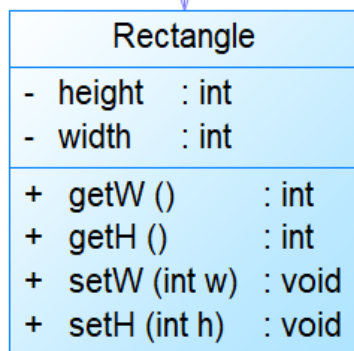 Rectangle
- height : int
- width : int
+ getW () : int
+ getH () : int
+ setW (int w) : void
+ setH (int h) : void